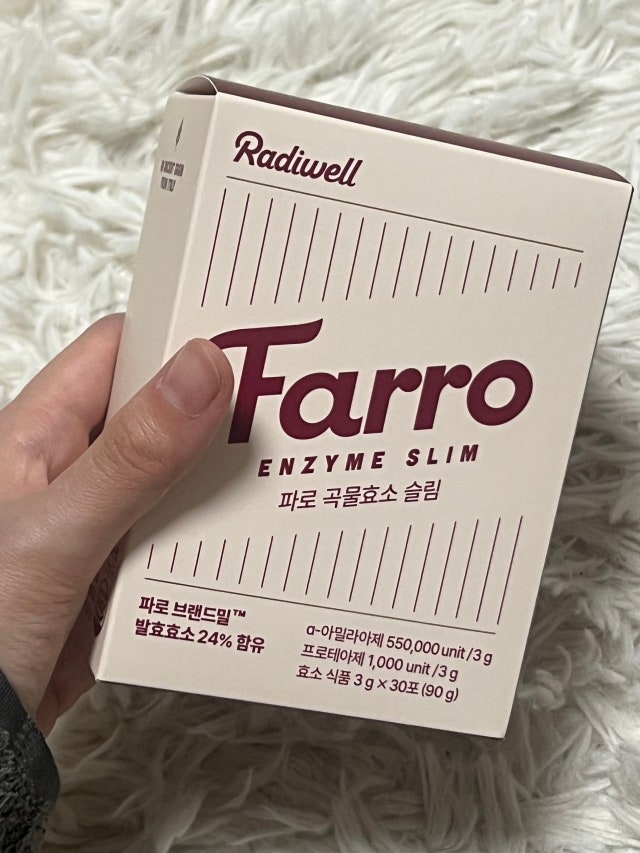 Radiwell
Farro
ENZYME SLIM
파로 곡물효소 슬림
파로 브랜드밀™
발효효소 24% 함유
α-아밀라아제 550,000 unit /3 g
프로테아제 1,000 unit /3 g
효소 식품 3 g × 30포 (90 g)